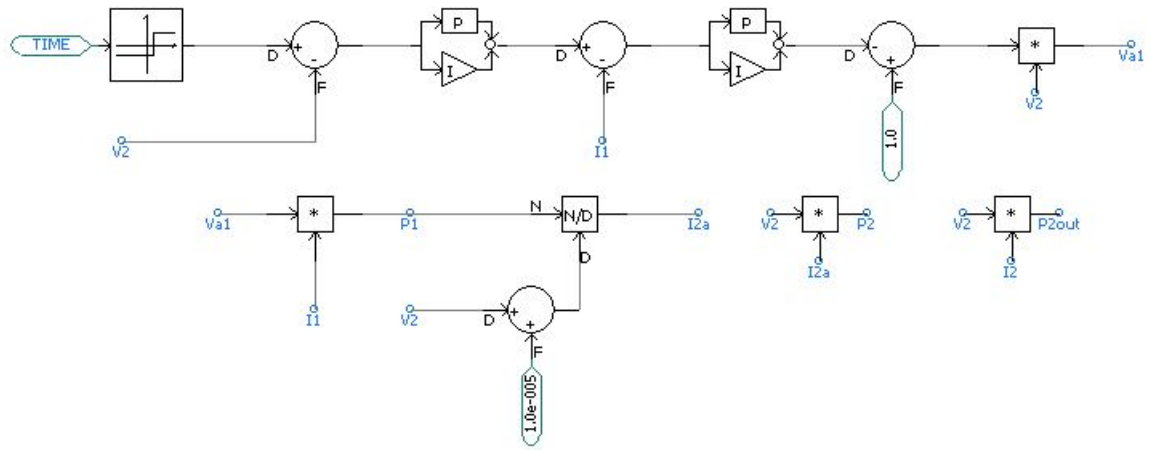 TIME
D
+
-
F
P
I
D
+
-
F
P
I
D
-
+
F
*
Va1
V2
V2
I1
1.0
Va1
*
P1
N
N/D
I2a
V2
*
P2
V2
*
P2out
D
I2a
I2
I1
V2
D
+
+
F
1.0e-005